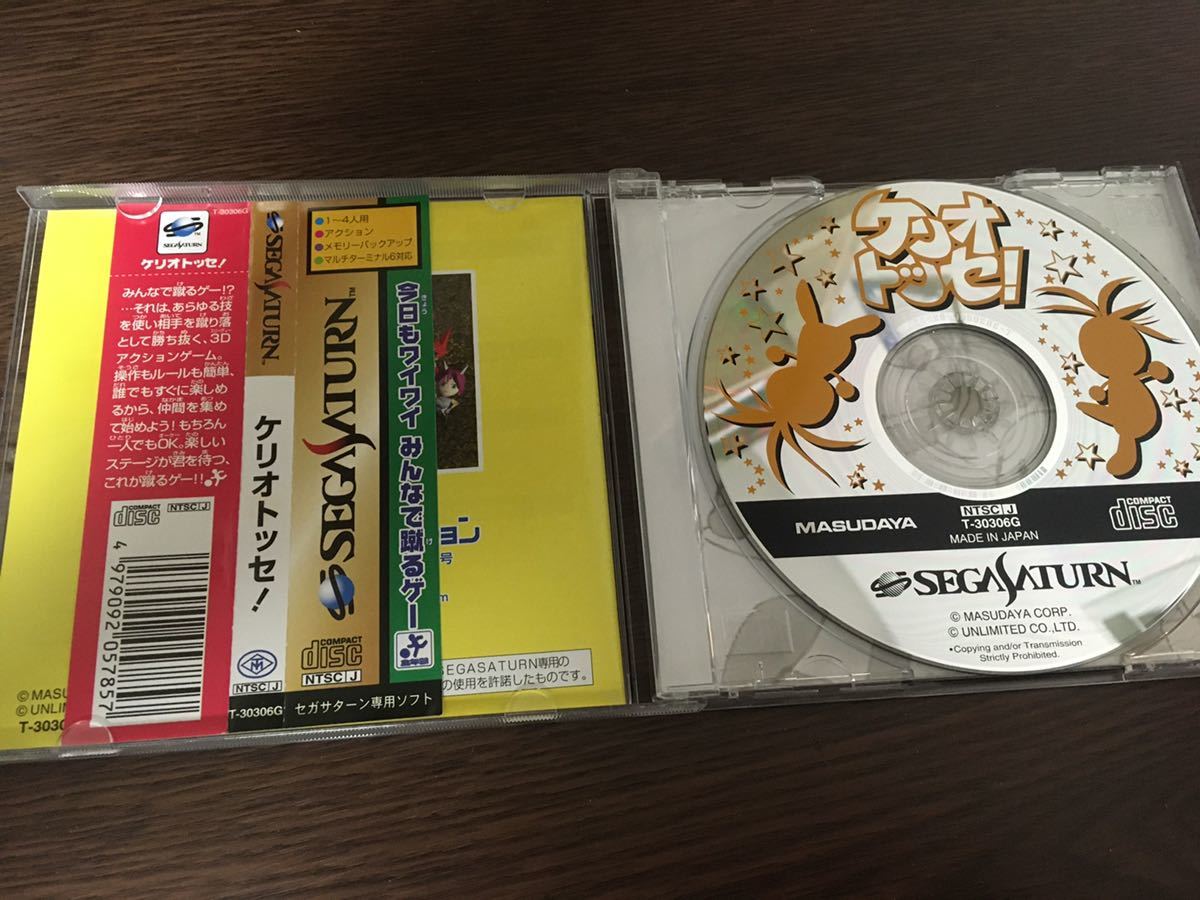 T-30306G
SEGASATURN
ケリオトッセ!
みんなで蹴るゲー!?
…それは、あらゆる技
を使い相手を蹴り落
として勝ち抜く、3D
アクションゲーム。
操作もルールも簡単、
誰でもすぐに楽しめ
るから、仲間を集め
て始めよう!もちろん
一人でもOK。楽しい
ステージが君を待つ、
これが蹴るゲー!!
COMPACT disc
NTSC J
4 979092 057857
SEGASATURN
ケリオトッセ!
NTSC J
T-30306G
1〜4人用
アクション
メモリーバックアップ
マルチターミナル6対応
SEGASATURN™
COMPACT disc
NTSC J
セガサターン専用ソフト
今日もワイワイ みんなで蹴るゲー
ョン
号
m
SEGASATURN専用の
の使用を許諾したものです。
© MASU
© UNLI
T-3030
ケリオ
トッセ!
MASUDAYA
NTSC J
T-30306G
MADE IN JAPAN
COMPACT disc
SEGASATURN™
© MASUDAYA CORP.
© UNLIMITED CO.,LTD.
•Copying and/or Transmission
Strictly Prohibited.